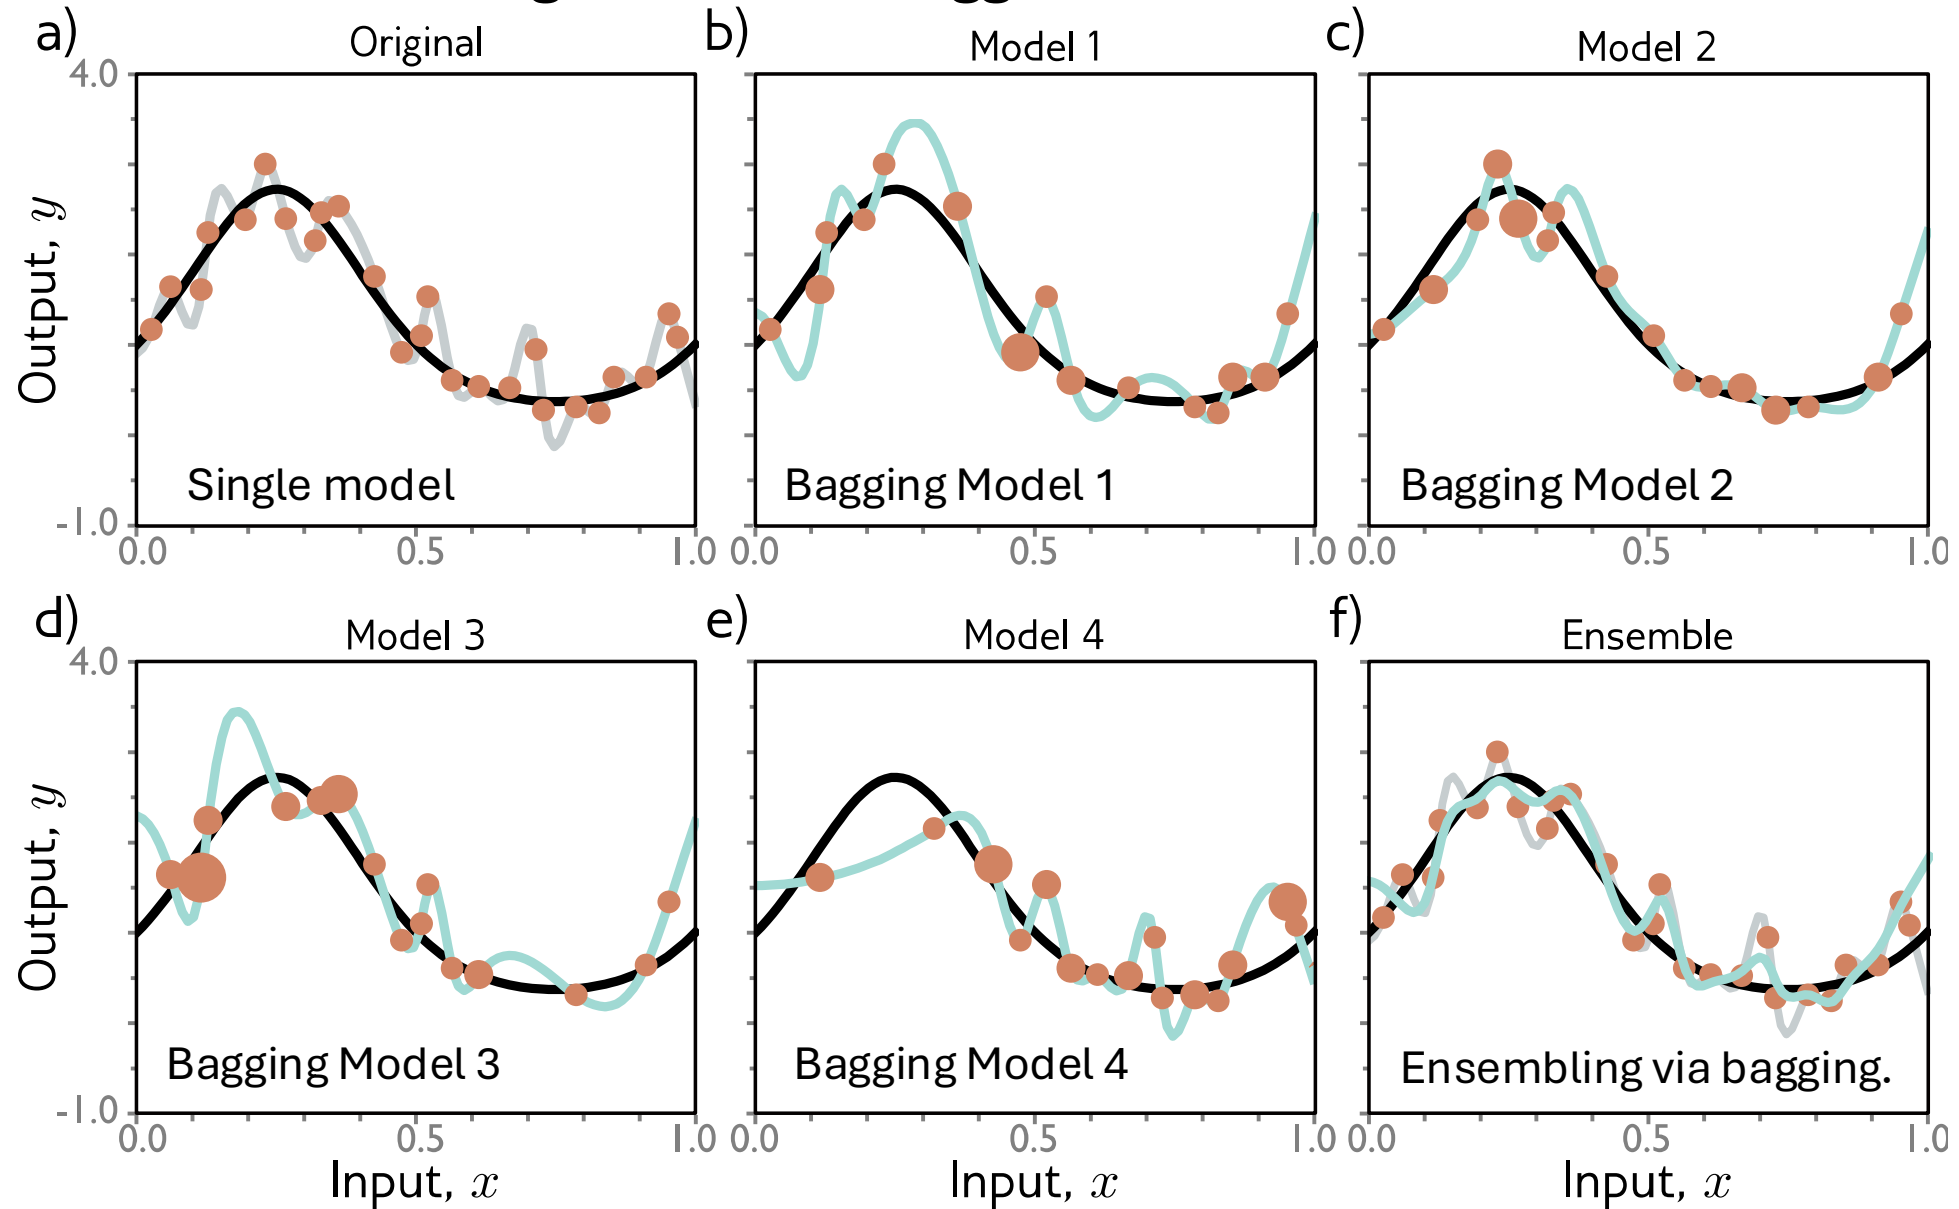 a) Original
b) Model 1
c) Model 2
4.0
Output, y
-1.0
Single model
Bagging Model 1
Bagging Model 2
0.0 0.5 1.0
0.0 0.5 1.0
0.0 0.5 1.0
d) Model 3
e) Model 4
f) Ensemble
4.0
Output, y
-1.0
Bagging Model 3
Bagging Model 4
Ensembling via bagging.
0.0 0.5 1.0
0.0 0.5 1.0
0.0 0.5 1.0
Input, x
Input, x
Input, x